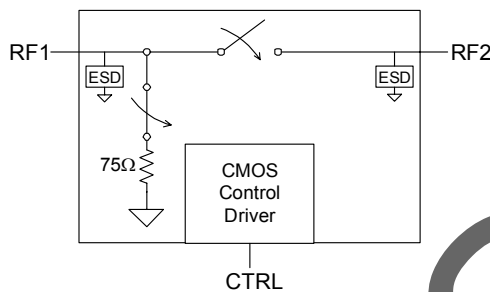 RF1
RF2
ESD
ESD
75Ω
CMOS
Control
Driver
CTRL